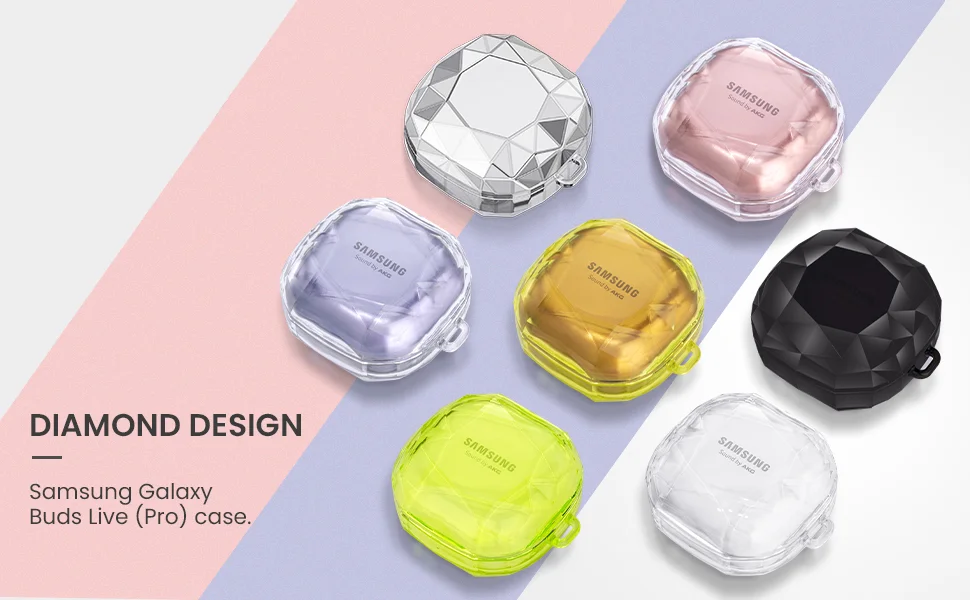 DIAMOND DESIGN
Samsung Galaxy
Buds Live (Pro) case.
SAMSUNG
Sound by AKG
SAMSUNG
Sound by AKG
SAMSUNG
Sound by AKG
SAMSUNG
Sound by AKG
SAMSUNG
Sound by AKG